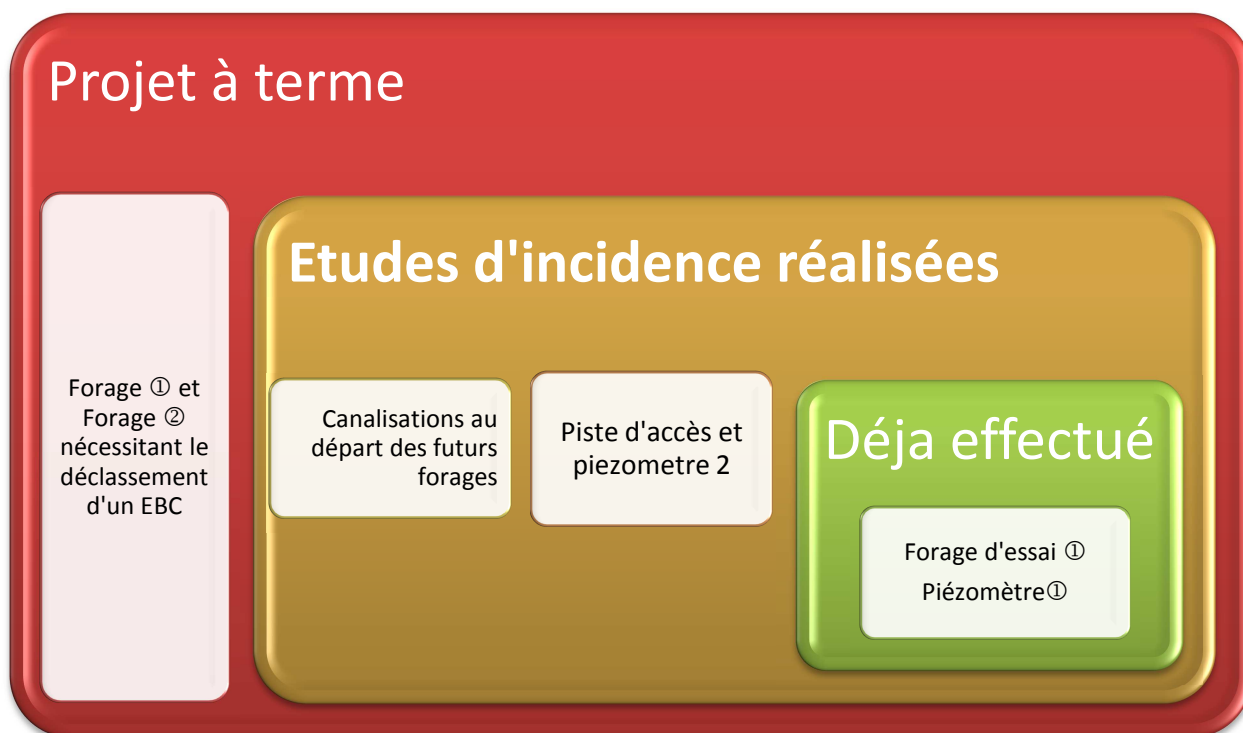 Projet à terme
Forage ① et
Forage ②
nécessitant le
déclassement
d'un EBC
Etudes d'incidence réalisées
Canalisations au
départ des futurs
forages
Piste d'accès et
piezometre 2
Déja effectué
Forage d'essai ①
Piézomètre①